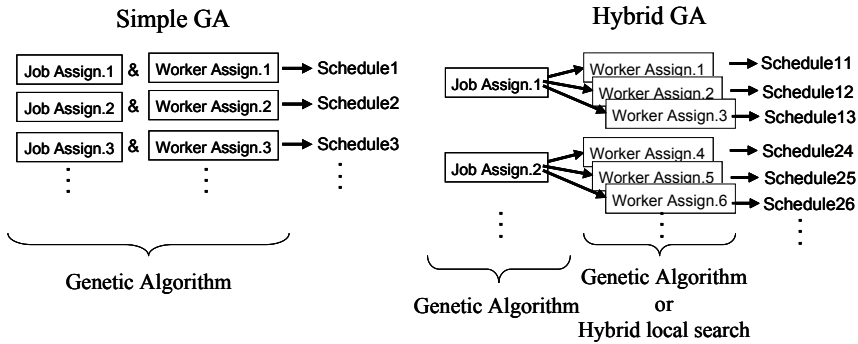 Simple GA
Job Assign.1 & Worker Assign.1 Schedule1
Job Assign.2 & Worker Assign.2 Schedule2
Job Assign.3 & Worker Assign.3 Schedule3
Genetic Algorithm
Hybrid GA
Job Assign.1
Worker Assign.1 Schedule11
Worker Assign.2 Schedule12
Worker Assign.3 Schedule13
Job Assign.2
Worker Assign.4 Schedule24
Worker Assign.5 Schedule25
Worker Assign.6 Schedule26
Genetic Algorithm
Genetic Algorithm
or
Hybrid local search